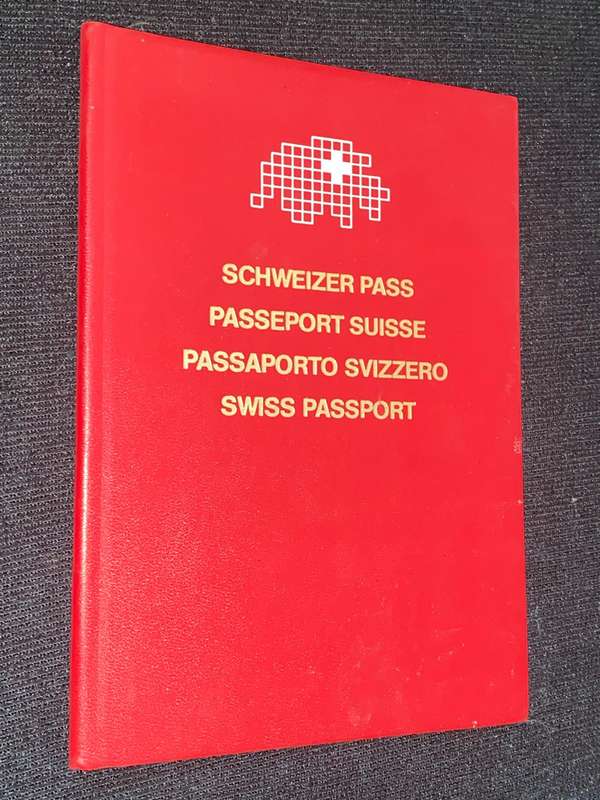 SCHWEIZER PASS
PASSEPORT SUISSE
PASSAPORTO SVIZZERO
SWISS PASSPORT